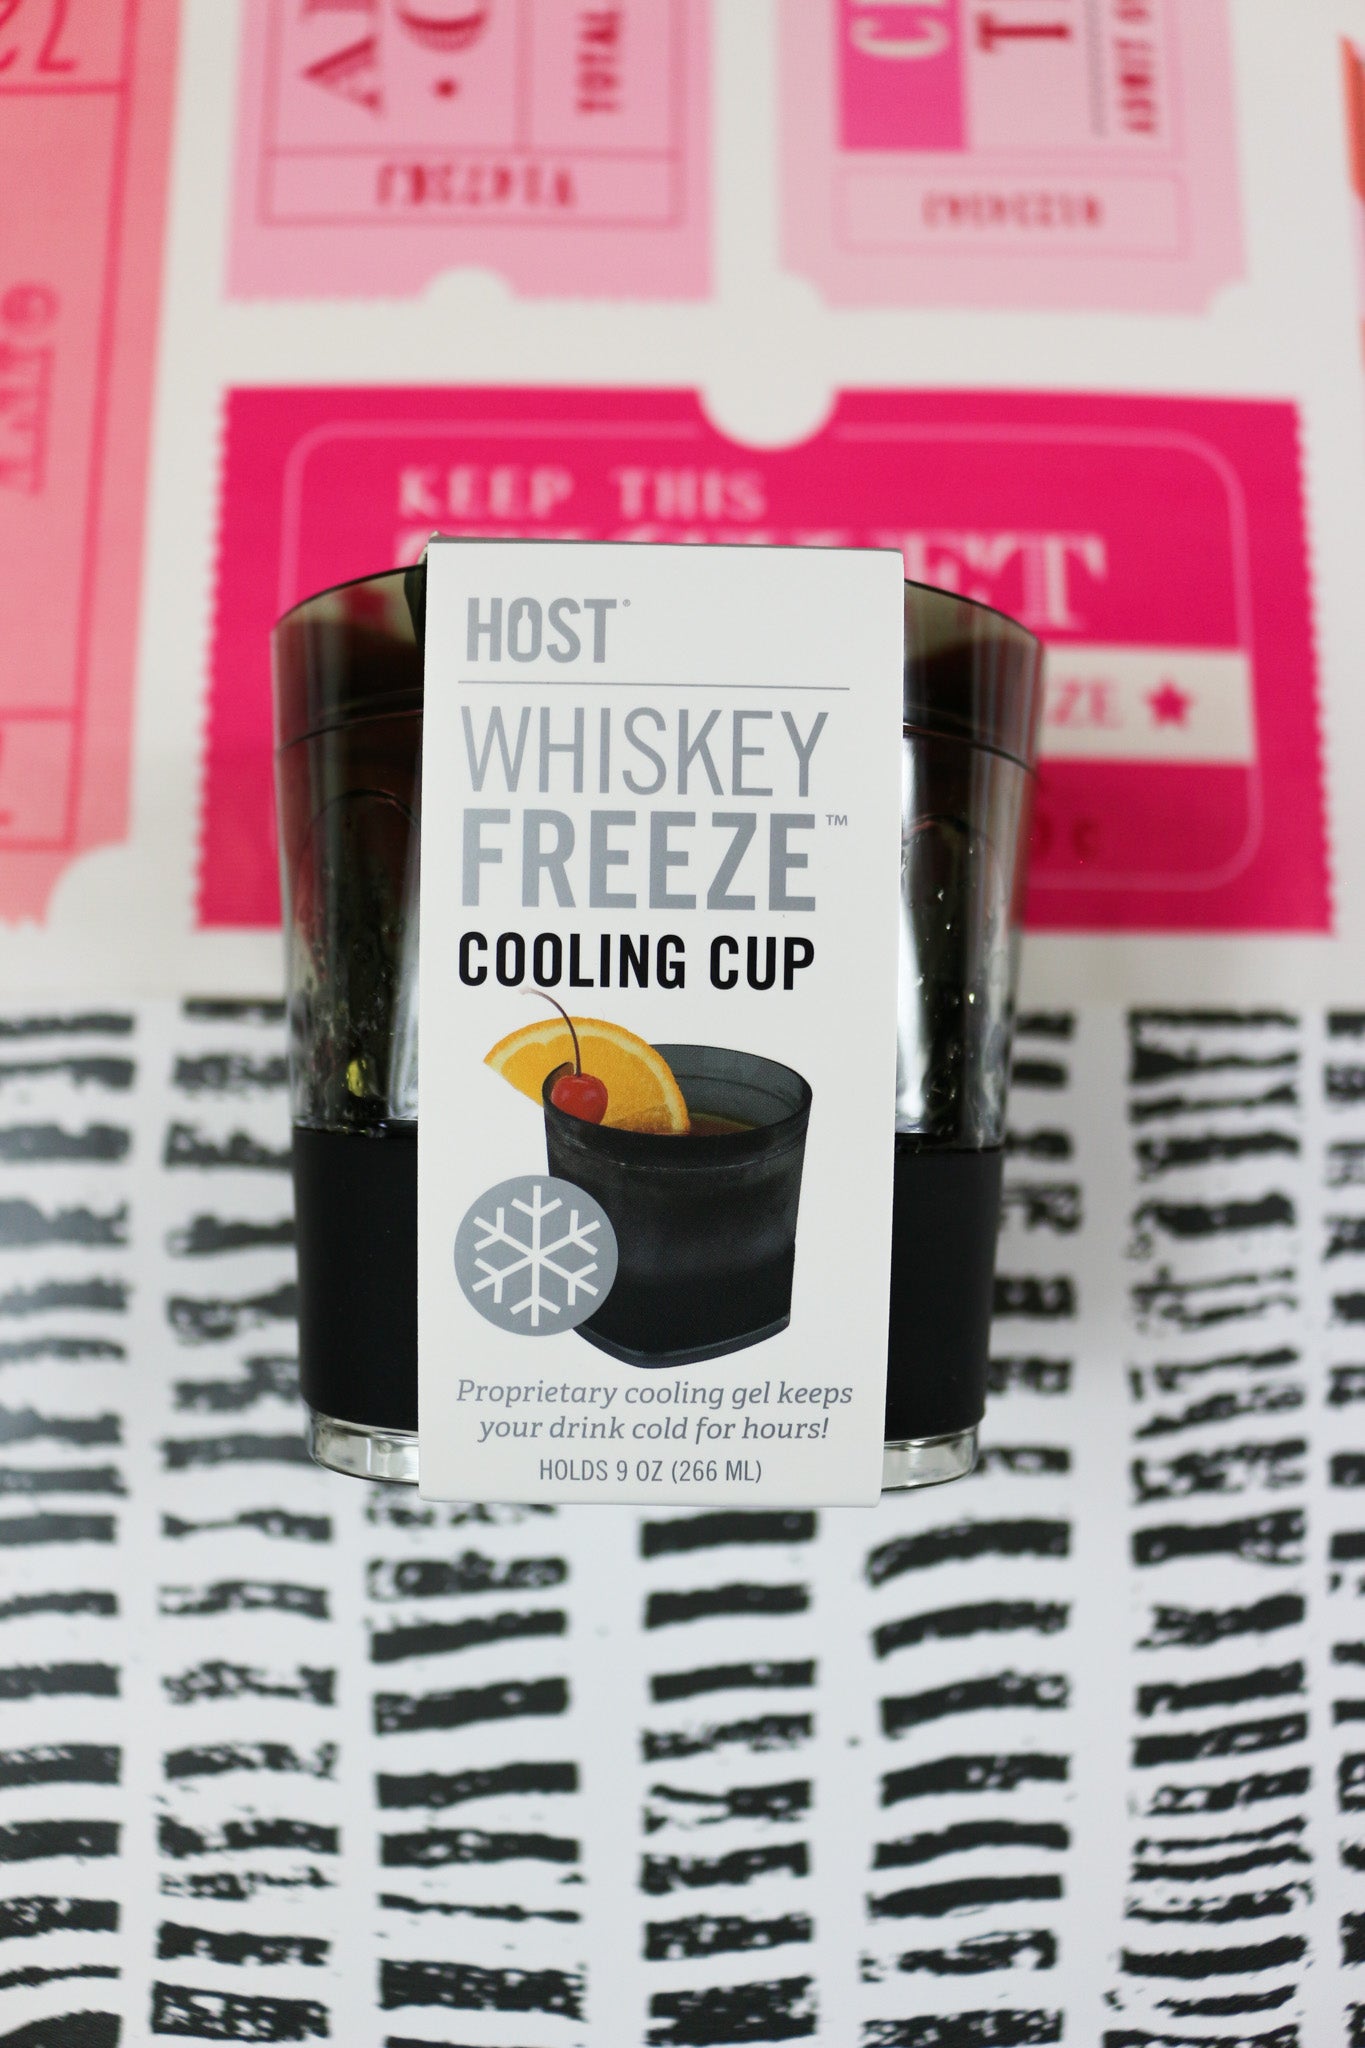 TOTAL
KEEP THIS
HOST®
WHISKEY
FREEZE™
COOLING CUP
Proprietary cooling gel keeps
your drink cold for hours!
HOLDS 9 OZ (266 ML)